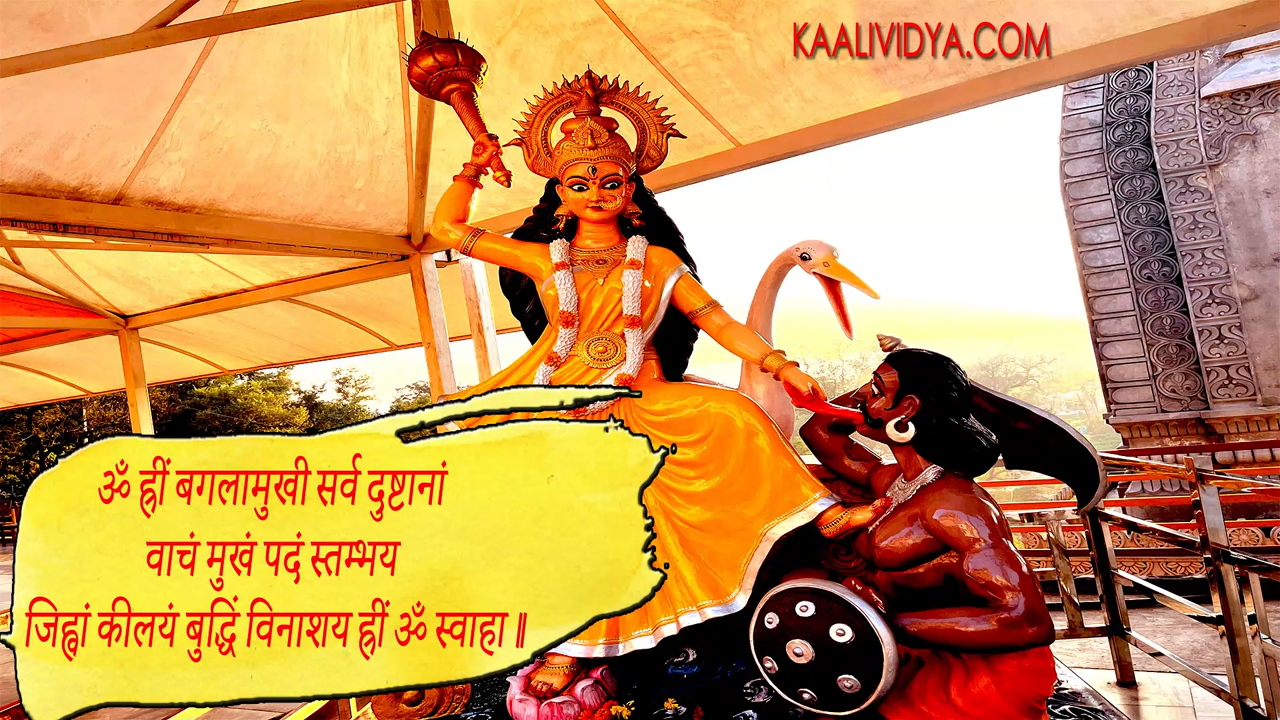 KAALIVIDYA.COM
ॐ ह्रीं बगलामुखी सर्व दुष्टानां
वाचं मुखं पदं स्तम्भय
जिह्वां कीलयं बुद्धिं विनाशय ह्रीं ॐ स्वाहा॥